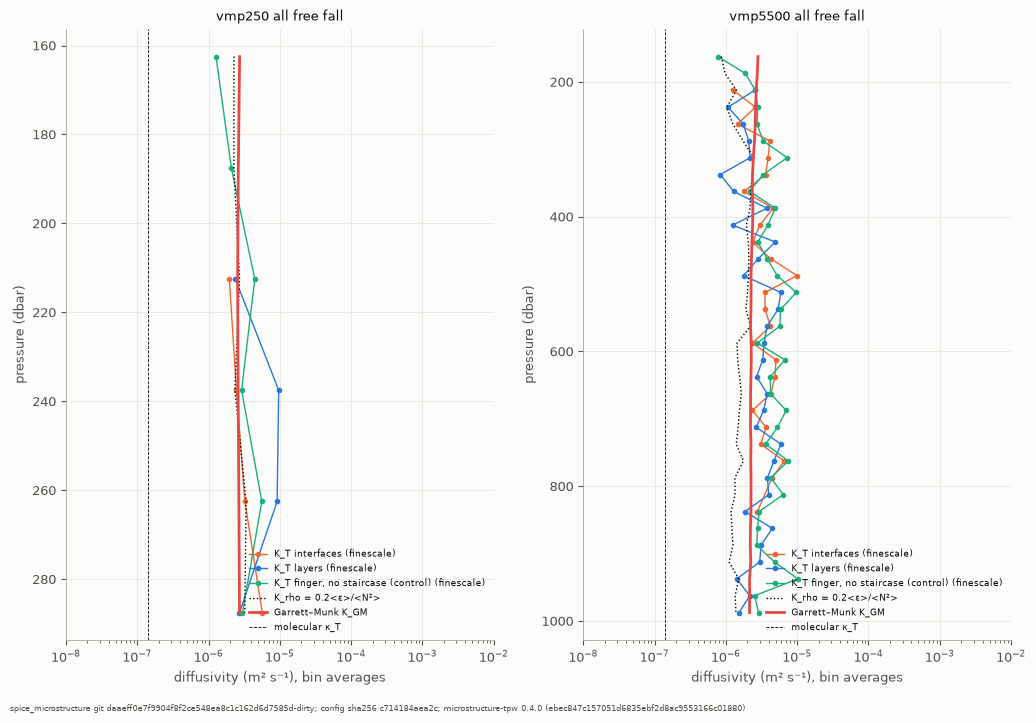 vmp250 all free fall
160
180
200
220
240
260
280
pressure (dbar)
10⁻⁸
10⁻⁷
10⁻⁶
10⁻⁵
10⁻⁴
10⁻³
10⁻²
diffusivity (m² s⁻¹), bin averages
K_T interfaces (finescale)
K_T layers (finescale)
K_T finger, no staircase (control) (finescale)
K_rho = 0.2<ε>/<N²>
Garrett–Munk K_GM
molecular κ_T
vmp5500 all free fall
200
400
600
800
1000
pressure (dbar)
10⁻⁸
10⁻⁷
10⁻⁶
10⁻⁵
10⁻⁴
10⁻³
10⁻²
diffusivity (m² s⁻¹), bin averages
K_T interfaces (finescale)
K_T layers (finescale)
K_T finger, no staircase (control) (finescale)
K_rho = 0.2<ε>/<N²>
Garrett–Munk K_GM
molecular κ_T
spice_microstructure git daaeff0e7f9904f8f2ce548ea8c1c162d6d7585d-dirty; config sha256 c714184aea2c; microstructure-tpw 0.4.0 (ebec847c157051d6835ebf2d8ac9553166c01880)